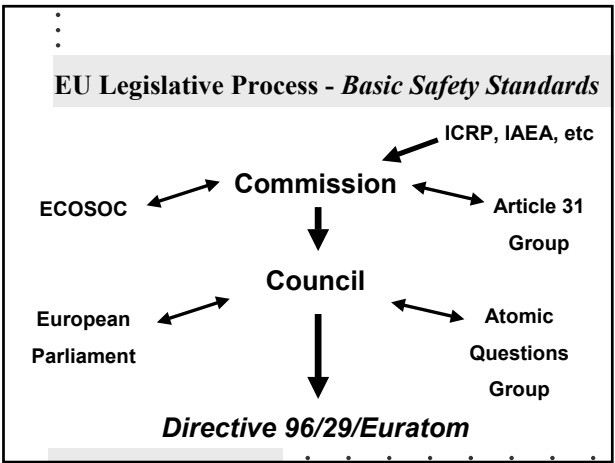 EU Legislative Process - Basic Safety Standards
ICRP, IAEA, etc
Commission
ECOSOC
Article 31
Group
Council
European
Parliament
Atomic
Questions
Group
Directive 96/29/Euratom